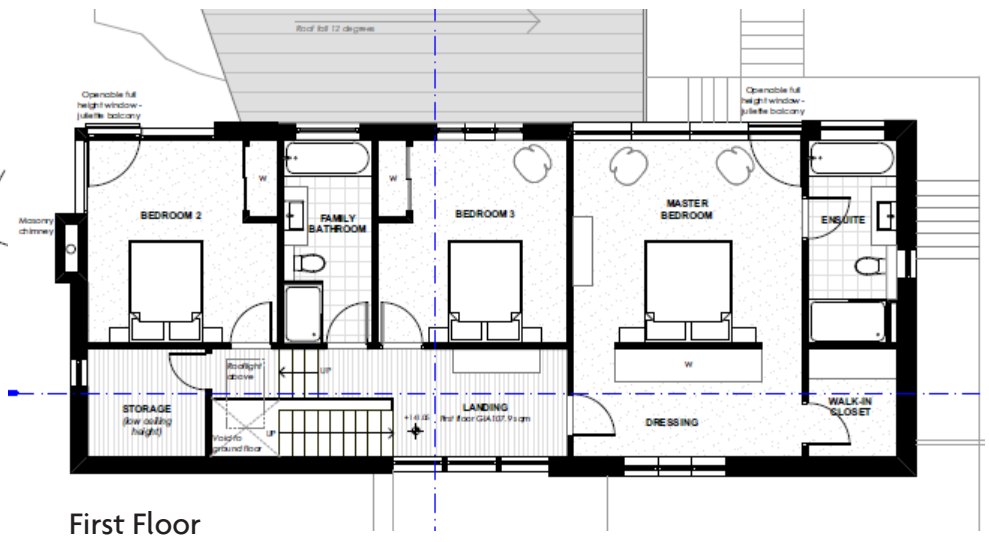 Roof fall 12 degrees
Openable full
height window -
juliette balcony
Openable full
height window -
juliette balcony
W
W
BEDROOM 2
FAMILY
BATHROOM
BEDROOM 3
MASTER
BEDROOM
ENSUITE
Masonry
chimney
Rooflight
above
UP
W
STORAGE
(low ceiling
height)
Void to
ground floor
UP
LANDING
First floor GIA 107.9 sqm
DRESSING
WALK-IN
CLOSET
First Floor